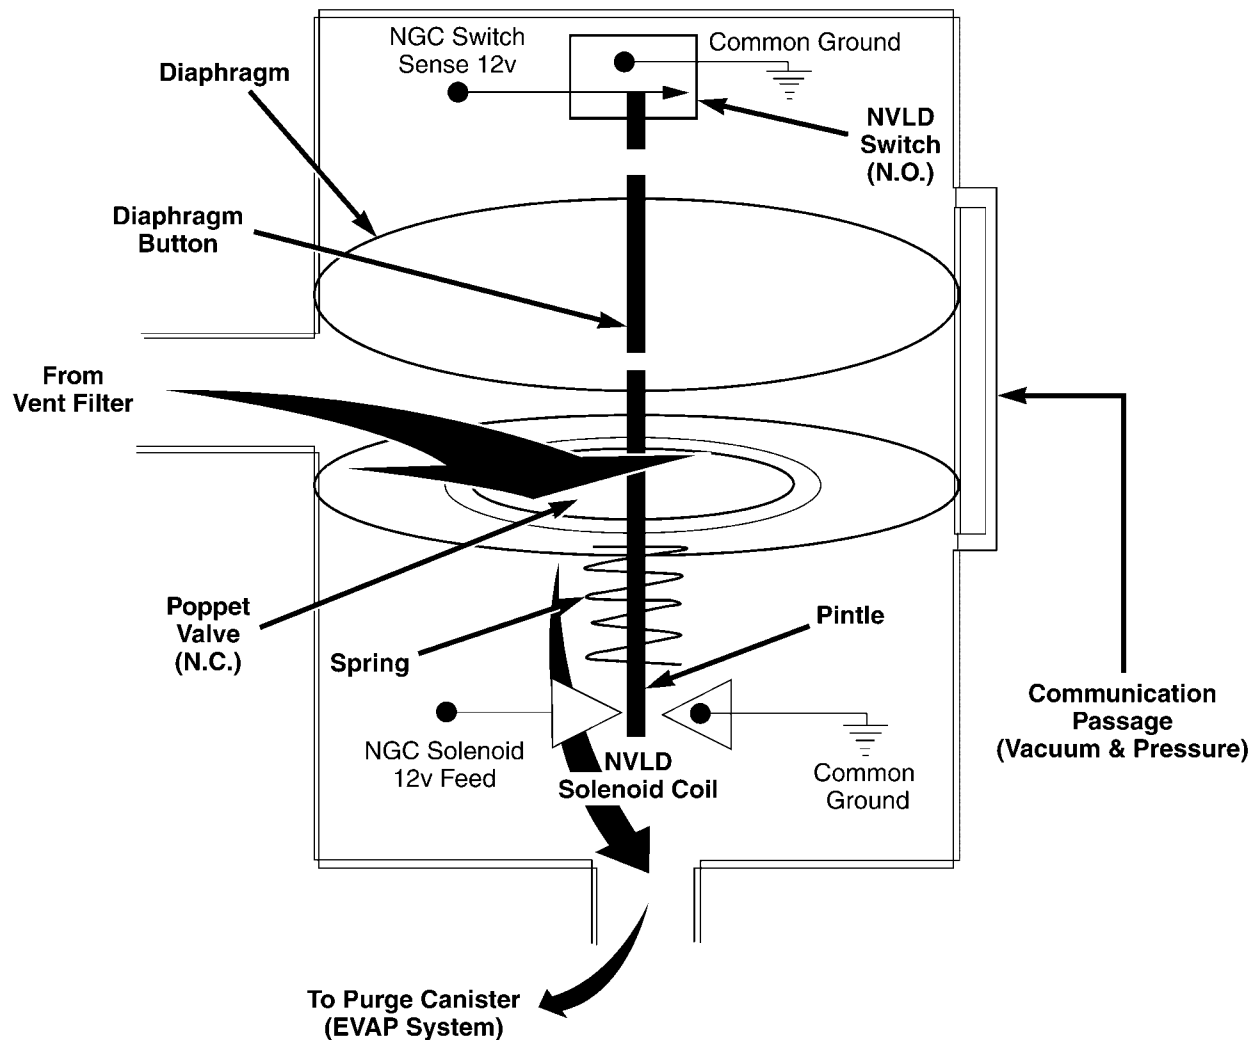 NGC Switch
Sense 12v
Common Ground
Diaphragm
NVLD
Switch
(N.O.)
Diaphragm
Button
From
Vent Filter
Poppet
Valve
(N.C.)
Spring
Pintle
Communication
Passage
(Vacuum & Pressure)
NGC Solenoid
12v Feed
NVLD
Solenoid Coil
Common
Ground
To Purge Canister
(EVAP System)